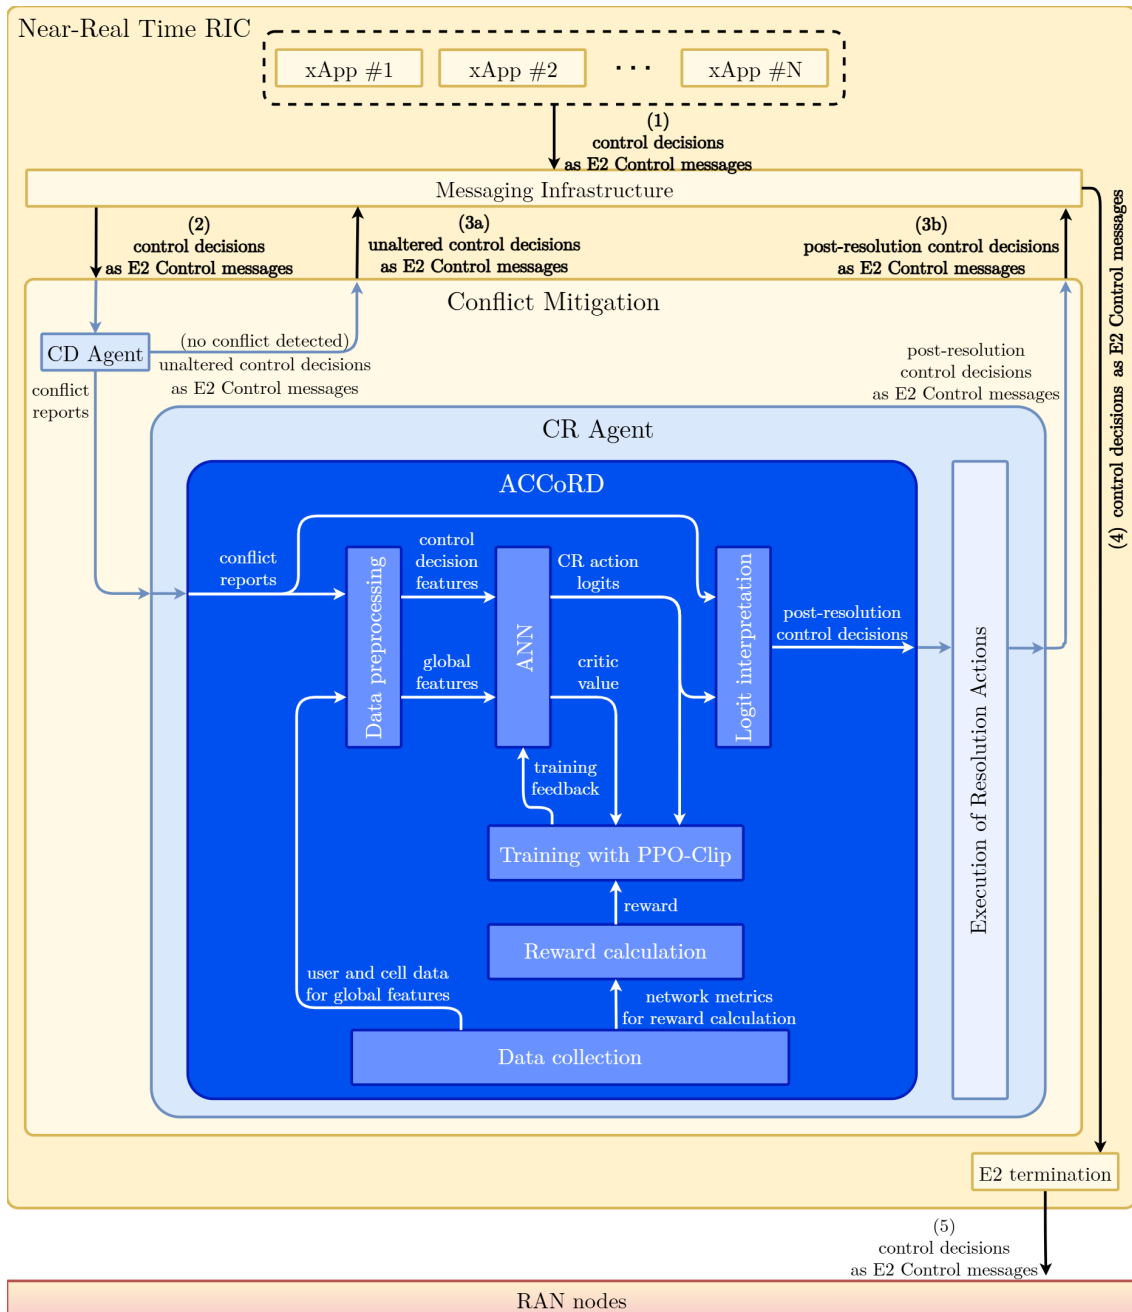 Near-Real Time RIC
xApp #1
xApp #2
· · ·
xApp #N
(1)
control decisions
as E2 Control messages
Messaging Infrastructure
(2)
control decisions
as E2 Control messages
(3a)
unaltered control decisions
as E2 Control messages
(3b)
post-resolution control decisions
as E2 Control messages
(4) control decisions as E2 Control messages
Conflict Mitigation
CD Agent
(no conflict detected)
unaltered control decisions
as E2 Control messages
conflict
reports
post-resolution
control decisions
as E2 Control messages
CR Agent
ACCoRD
conflict
reports
Data preprocessing
control
decision
features
global
features
ANN
CR action
logits
critic
value
Logit interpretation
post-resolution
control decisions
Execution of Resolution Actions
training
feedback
Training with PPO-Clip
reward
Reward calculation
user and cell data
for global features
network metrics
for reward calculation
Data collection
E2 termination
(5)
control decisions
as E2 Control messages
RAN nodes